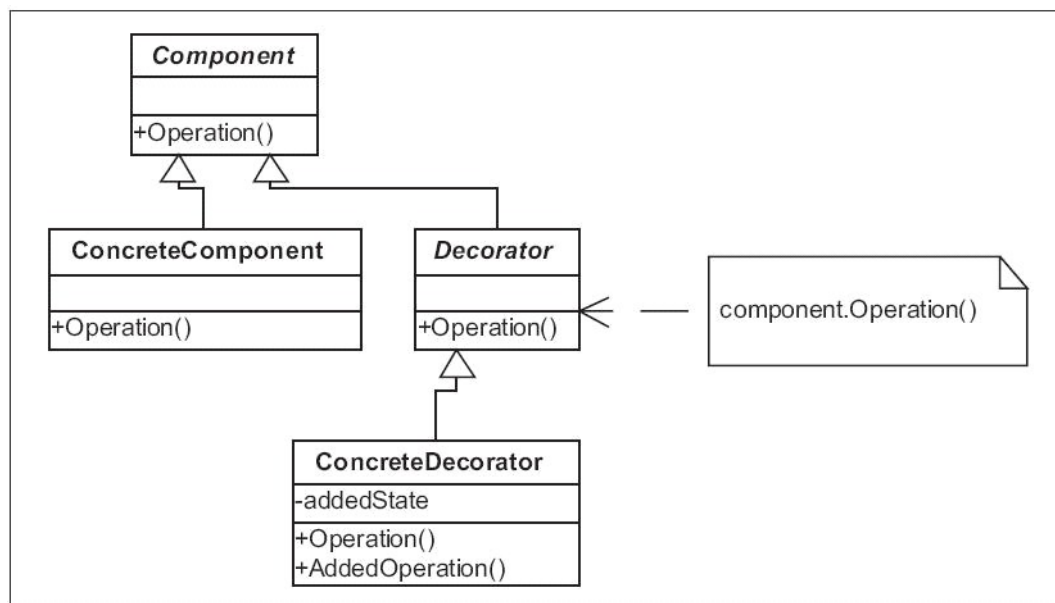 Component
+Operation()
ConcreteComponent
+Operation()
Decorator
+Operation()
component.Operation()
ConcreteDecorator
-addedState
+Operation()
+AddedOperation()